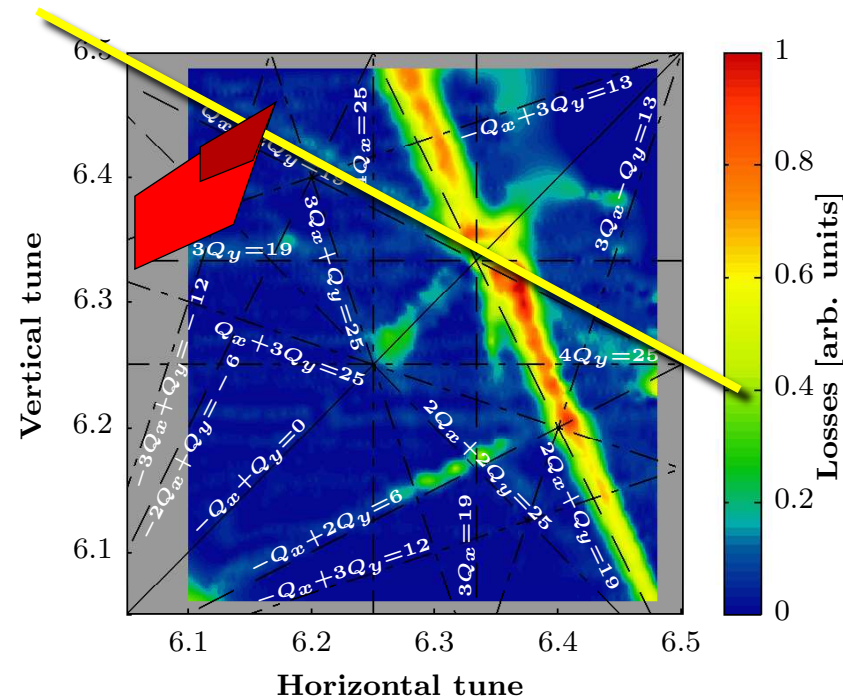 6.5
6.4
6.3
6.2
6.1
6.1
6.2
6.3
6.4
6.5
Vertical tune
Horizontal tune
4Qx=25
−Qx+3Qy=13
3Qx−Qy=13
3Qy=19
3Qx+Qy=25
Qx+3Qy=25
4Qy=25
−3Qx+Qy=−12
−2Qx+Qy=−6
−Qx+Qy=0
2Qx+2Qy=25
−Qx+2Qy=6
3Qx=19
2Qx+Qy=19
−Qx+3Qy=12
1
0.8
0.6
0.4
0.2
0
Losses [arb. units]